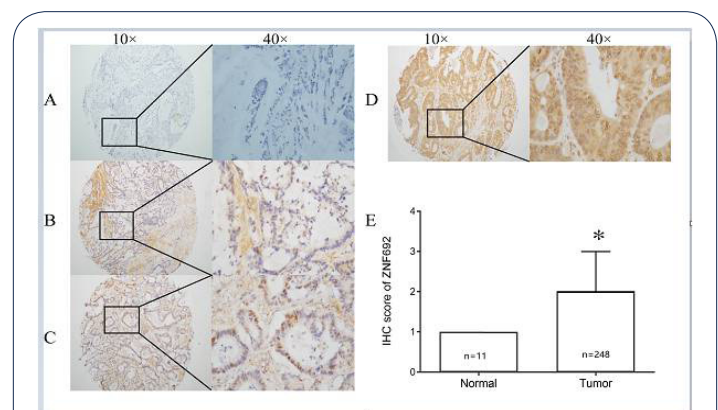 10× 40×
A
B
C
10× 40×
D
E
IHC score of ZNF692
4
3
2
1
0
*
n=11
n=248
Normal Tumor